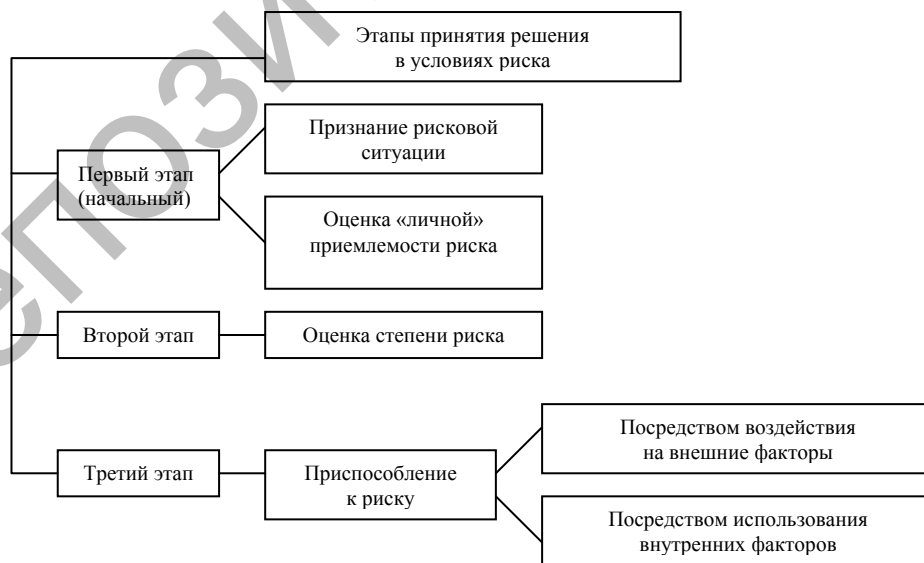 Этапы принятия решения
в условиях риска
Признание рисковой
ситуации
Первый этап
(начальный)
Оценка «личной»
приемлемости риска
Второй этап
Оценка степени риска
Посредством воздействия
на внешние факторы
Третий этап
Приспособление
к риску
Посредством использования
внутренних факторов